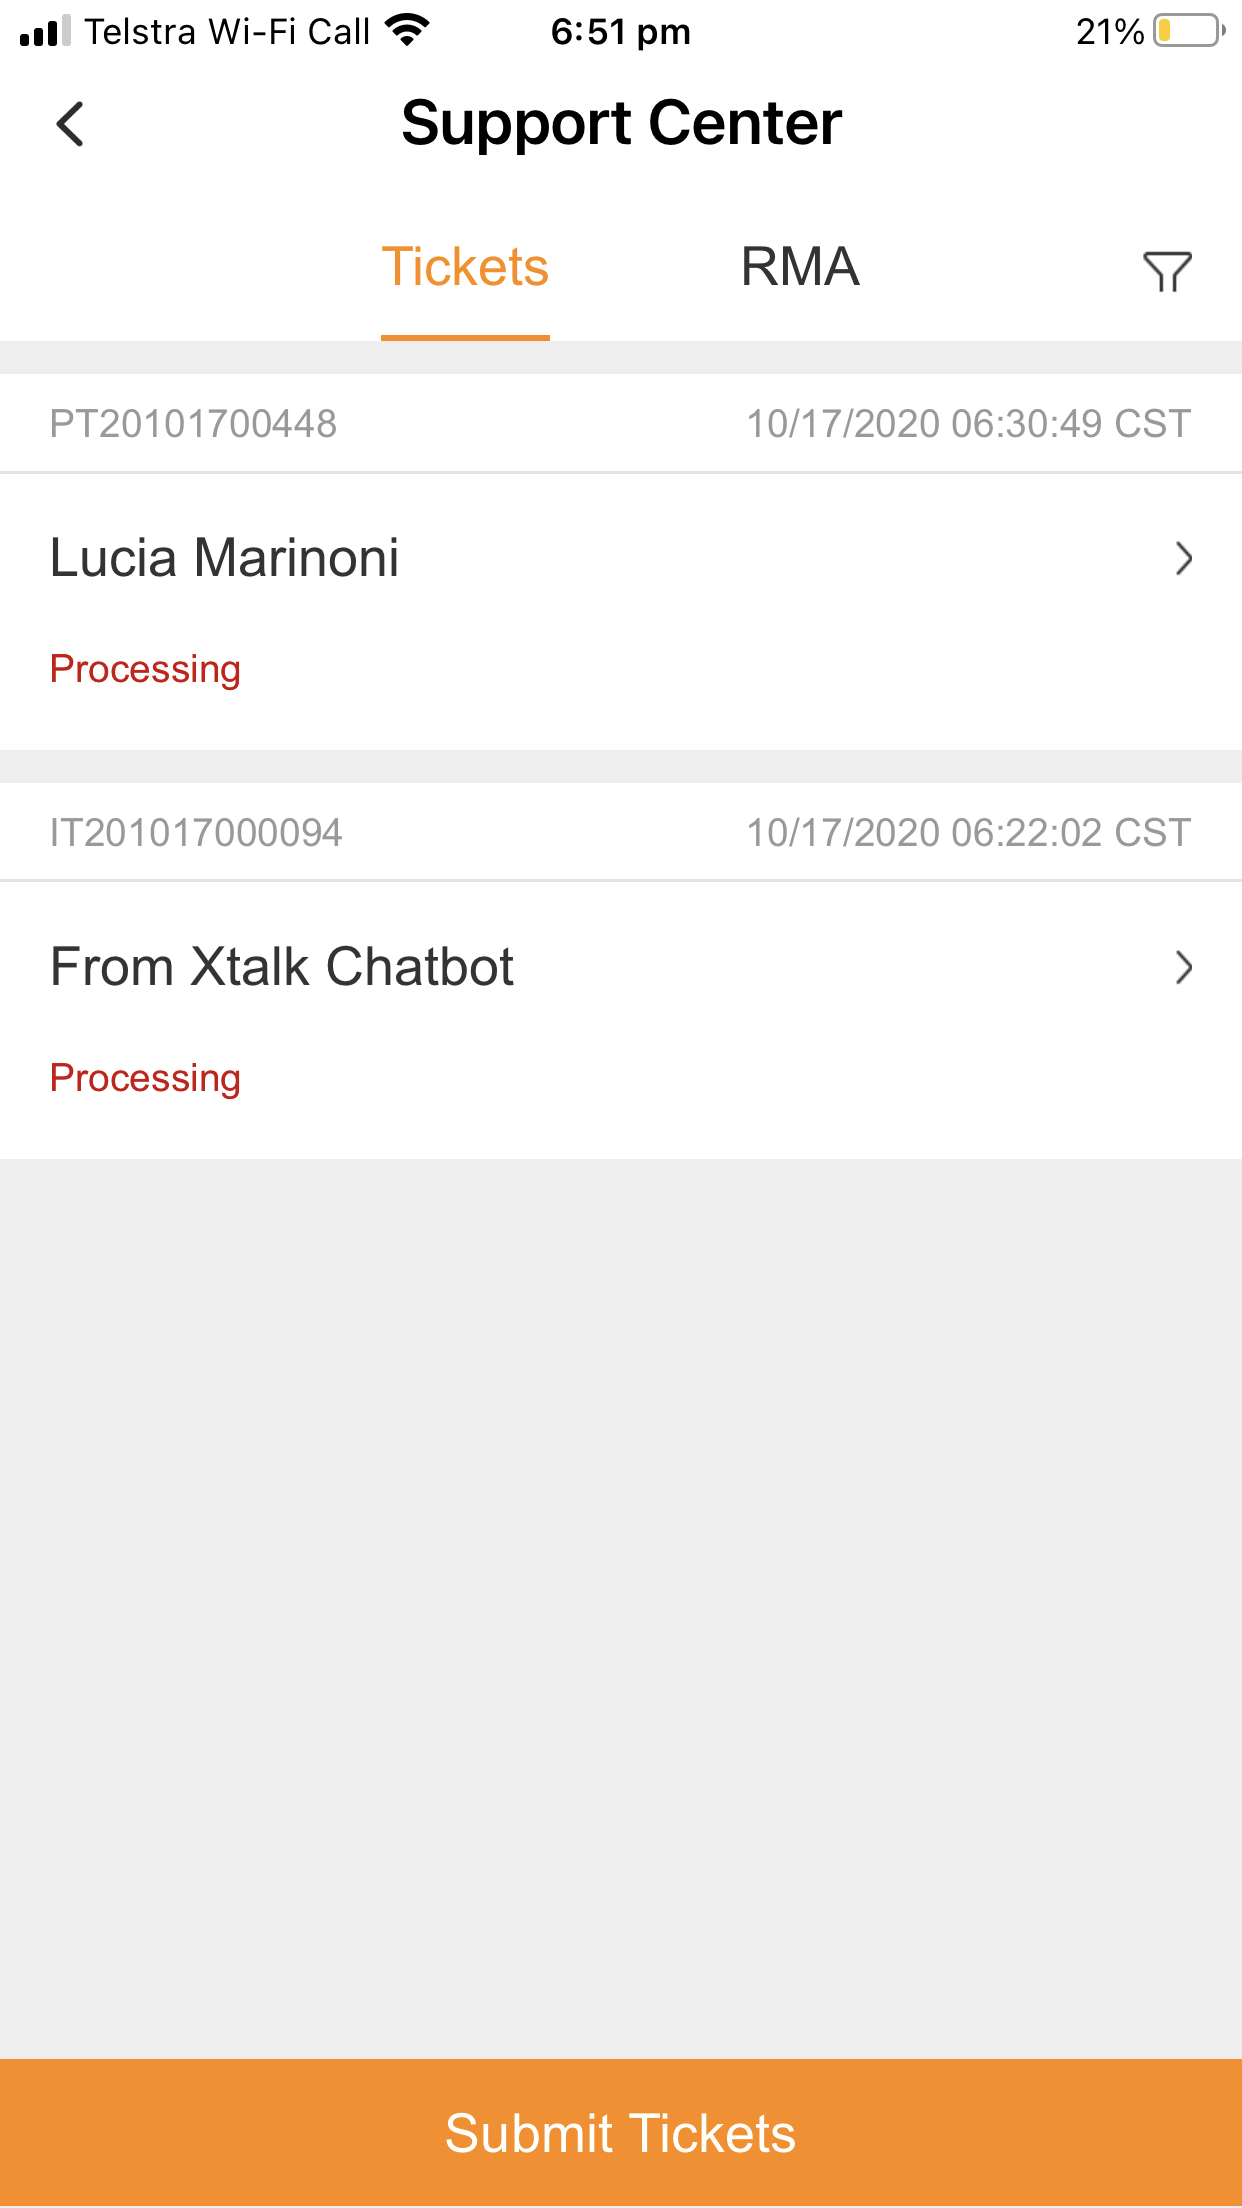 Telstra Wi-Fi Call 6:51 pm 21%
Support Center
Tickets RMA
PT20101700448 10/17/2020 06:30:49 CST
Lucia Marinoni
Processing
IT201017000094 10/17/2020 06:22:02 CST
From Xtalk Chatbot
Processing
Submit Tickets